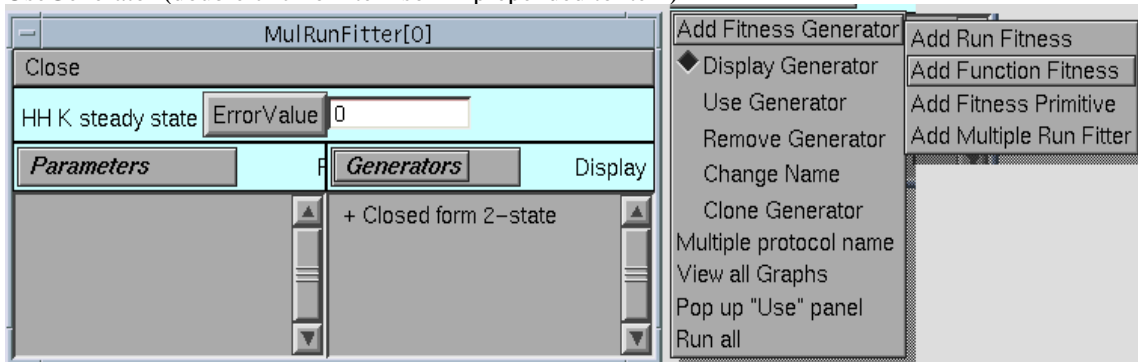 MulRunFitter[0]
Close
HH K steady state ErrorValue 0
Parameters
Generators Display
+ Closed form 2-state
Add Fitness Generator
Display Generator
Use Generator
Remove Generator
Change Name
Clone Generator
Multiple protocol name
View all Graphs
Pop up "Use" panel
Run all
Add Run Fitness
Add Function Fitness
Add Fitness Primitive
Add Multiple Run Fitter